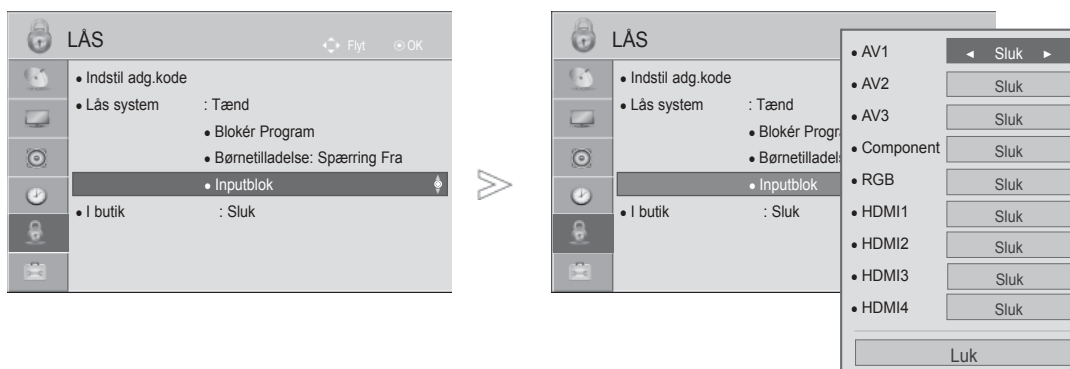 LÅS Flyt OK
• Indstil adg.kode
• Lås system : Tænd
• Blokér Program
• Børnetilladelse: Spærring Fra
• Inputblok
• I butik : Sluk
LÅS
• Indstil adg.kode
• Lås system : Tænd
• Blokér Progr
• Børnetilladel
• Inputblok
• I butik : Sluk
• AV1 ◄ Sluk ►
• AV2 Sluk
• AV3 Sluk
• Component Sluk
• RGB Sluk
• HDMI1 Sluk
• HDMI2 Sluk
• HDMI3 Sluk
• HDMI4 Sluk
Luk